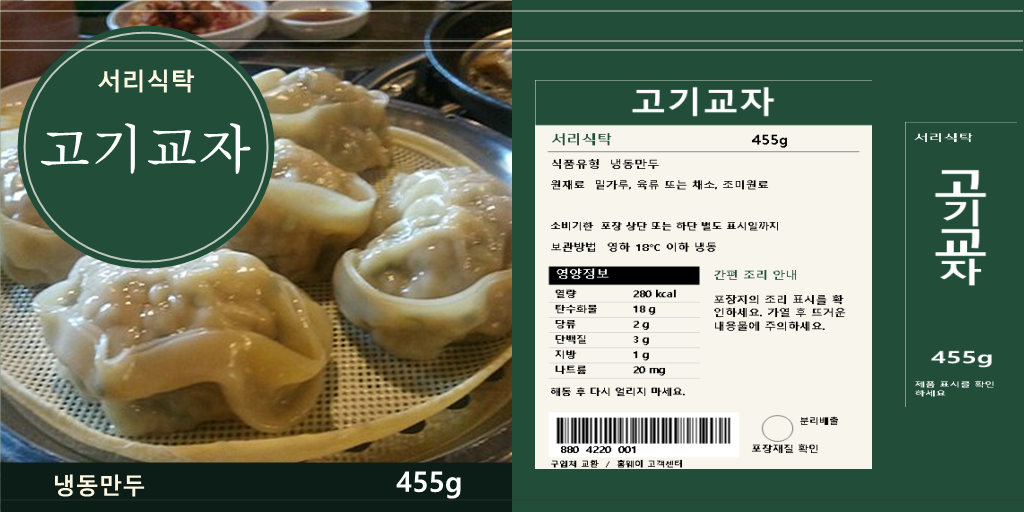 서리식탁
고기교자
냉동만두
455g
고기교자
서리식탁 455g
식품유형 냉동만두
원재료 밀가루, 육류 또는 채소, 조미원료
소비기한 포장 상단 또는 하단 별도 표시일까지
보관방법 영하 18°C 이하 냉동
영양정보
열량 280 kcal
탄수화물 18 g
당류 2 g
단백질 3 g
지방 1 g
나트륨 20 mg
간편 조리 안내
포장지의 조리 표시를 확
인하세요. 가열 후 뜨거운
내용물에 주의하세요.
해동 후 다시 얼리지 마세요.
880 4220 001
구입처 교환 / 홈웨이 고객센터
분리배출
포장재질 확인
서리식탁
고기교자
455g
제품 표시를 확인
하세요